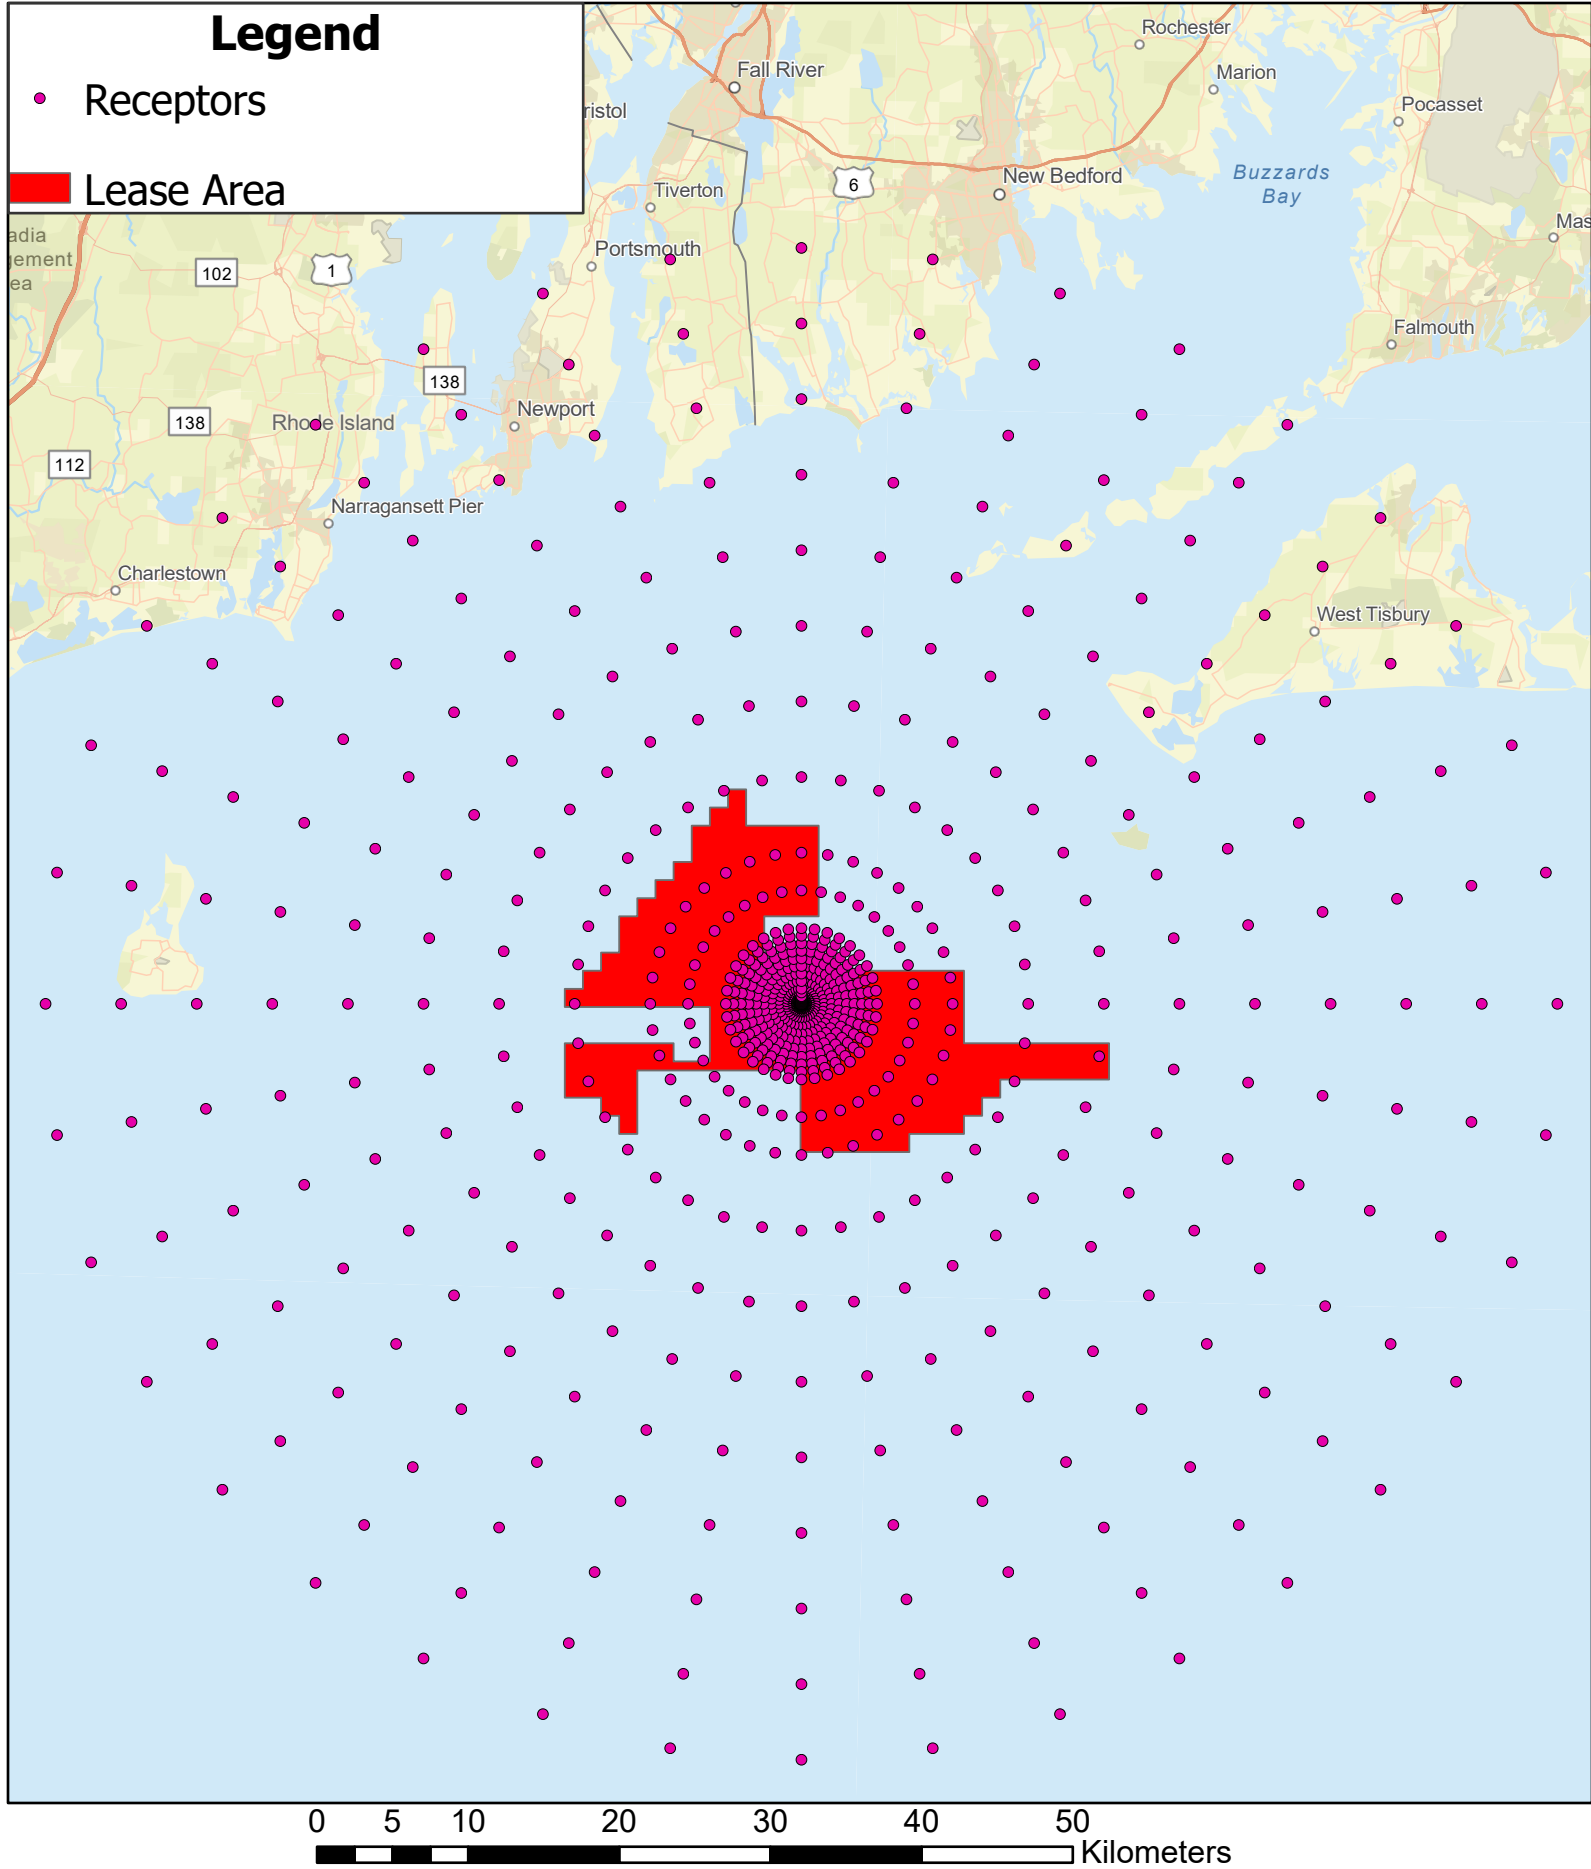 Legend
Receptors
Lease Area
Rochester
Fall River
Marion
Pocasset
ristol
Buzzards
Bay
New Bedford
6
Tiverton
Mas
adia
gement
ea
Portsmouth
102
1
Falmouth
138
Newport
138
Rhode Island
112
Narragansett Pier
Charlestown
West Tisbury
0 5 10 20 30 40 50
Kilometers